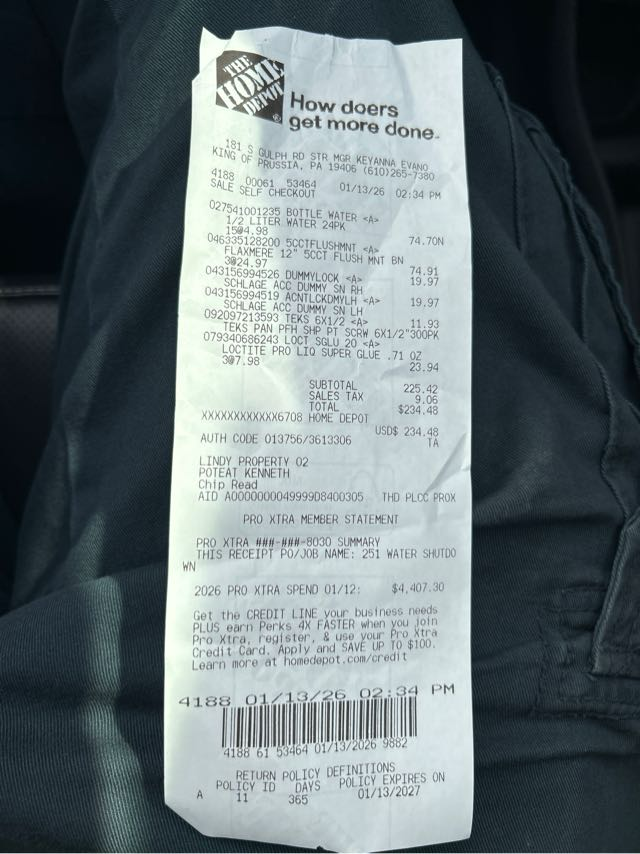 THE HOME DEPOT
How doers
get more done.
181 S GULPH RD STR MGR KEYANNA EVANO
KING OF PRUSSIA, PA 19406 (610)265-7380
4188 00061 53464 01/13/26 02:34 PM
SALE SELF CHECKOUT
027541001235 BOTTLE WATER <A>
1/2 LITER WATER 24PK
15@4.98 74.70N
046335128200 5CCTFLUSHMNT <A>
FLAXMERE 12" 5CCT FLUSH MNT BN
3@24.97 74.91
043156994526 DUMMYLOCK <A> 19.97
SCHLAGE ACC DUMMY SN RH
043156994519 ACNTLCKDMYLH <A> 19.97
SCHLAGE ACC DUMMY SN LH
092097213593 TEKS 6X1/2 <A> 11.93
TEKS PAN PFH SHP PT SCRW 6X1/2"300PK
079340686243 LOCT SGLU 20 <A>
LOCTITE PRO LIQ SUPER GLUE .71 OZ
3@7.98 23.94
SUBTOTAL 225.42
SALES TAX 9.06
TOTAL $234.48
XXXXXXXXXXXX6708 HOME DEPOT
USD$ 234.48
AUTH CODE 013756/3613306 TA
LINDY PROPERTY 02
POTEAT KENNETH
Chip Read
AID A0000000049999D8400305 THD PLCC PROX
PRO XTRA MEMBER STATEMENT
PRO XTRA ###-###-8030 SUMMARY
THIS RECEIPT PO/JOB NAME: 251 WATER SHUTDO
WN
2026 PRO XTRA SPEND 01/12: $4,407.30
Get the CREDIT LINE your business needs
PLUS earn Perks 4X FASTER when you join
Pro Xtra, register, & use your Pro Xtra
Credit Card. Apply and SAVE UP TO $100.
Learn more at homedepot.com/credit
4188 01/13/26 02:34 PM
4188 61 53464 01/13/2026 9882
RETURN POLICY DEFINITIONS
POLICY ID DAYS POLICY EXPIRES ON
A 11 365 01/13/2027